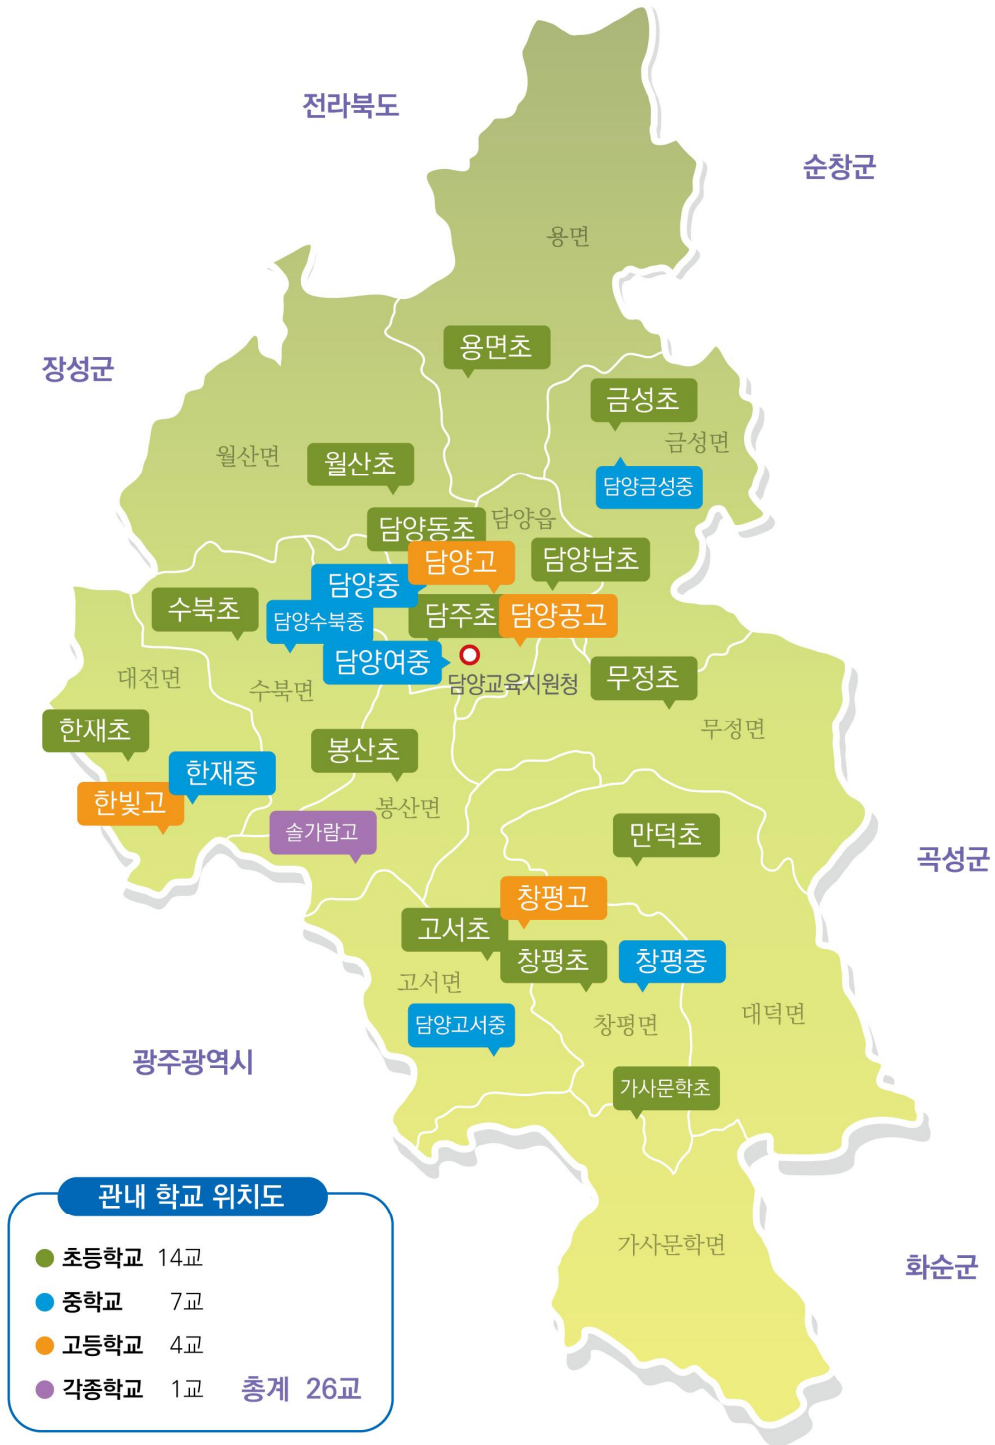 전라북도
순창군
용면
용면초
장성군
금성초
금성면
월산면
월산초
담양금성중
담양읍
담양동초
담양고
담양남초
담양중
수북초
담양수북중
담주초
담양공고
담양여중
담양교육지원청
무정초
대전면
수북면
무정면
한재초
봉산초
한재중
한빛고
봉산면
솔가람고
만덕초
곡성군
창평고
고서초
창평초
창평중
고서면
담양고서중
창평면
대덕면
광주광역시
가사문학초
가사문학면
화순군
관내 학교 위치도
초등학교 14교
중학교 7교
고등학교 4교
각종학교 1교 총계 26교